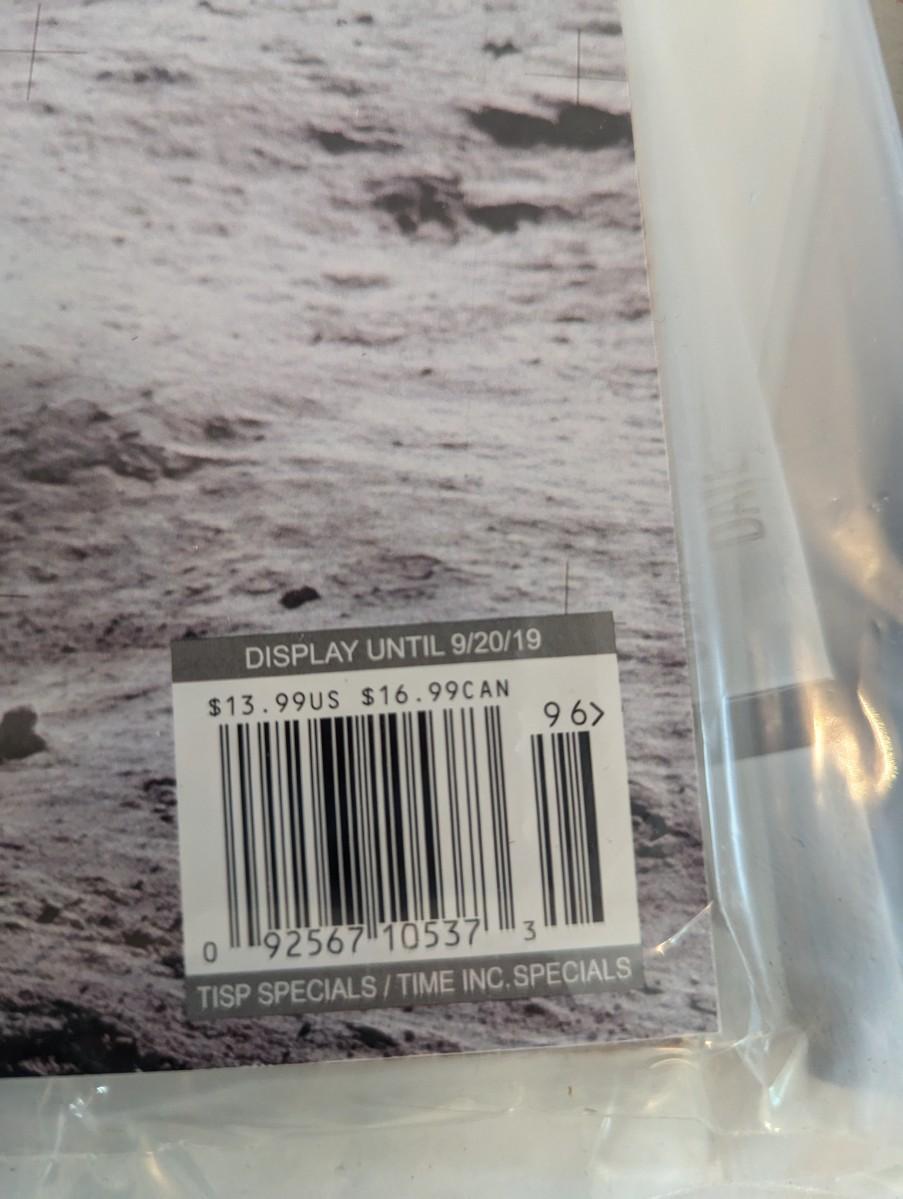 DISPLAY UNTIL 9/20/19
$13.99US $16.99CAN
96>
0 92567 10537 3
TISP SPECIALS / TIME INC. SPECIALS